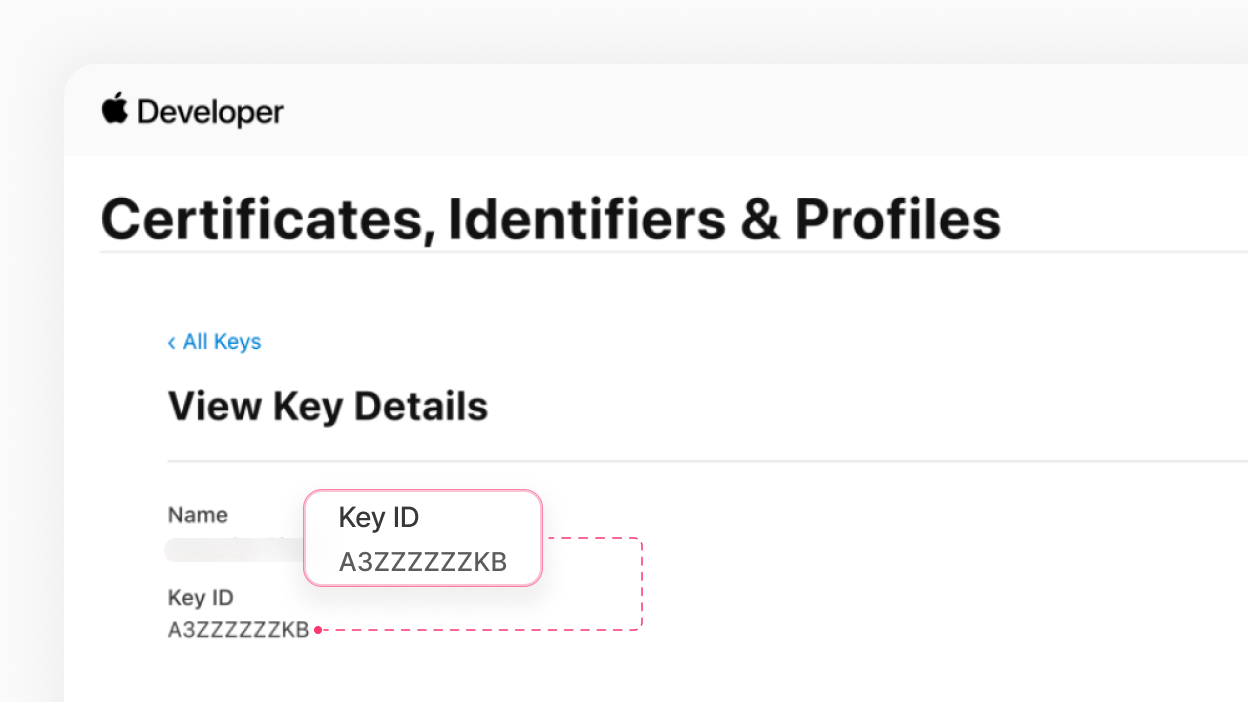 Developer
Certificates, Identifiers & Profiles
‹ All Keys
View Key Details
Name
Key ID
A3ZZZZZZKB
Key ID
A3ZZZZZZKB